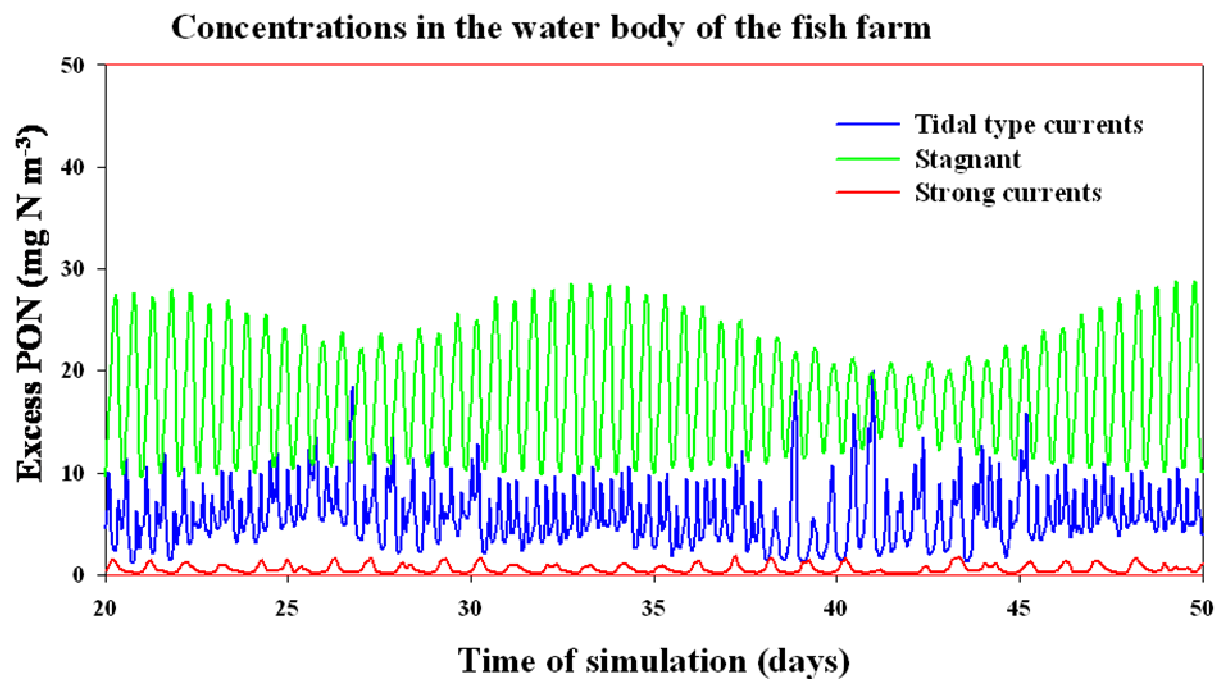 Concentrations in the water body of the fish farm
50
40
30
20
10
0
Excess PON (mg N m⁻³)
Tidal type currents
Stagnant
Strong currents
20 25 30 35 40 45 50
Time of simulation (days)